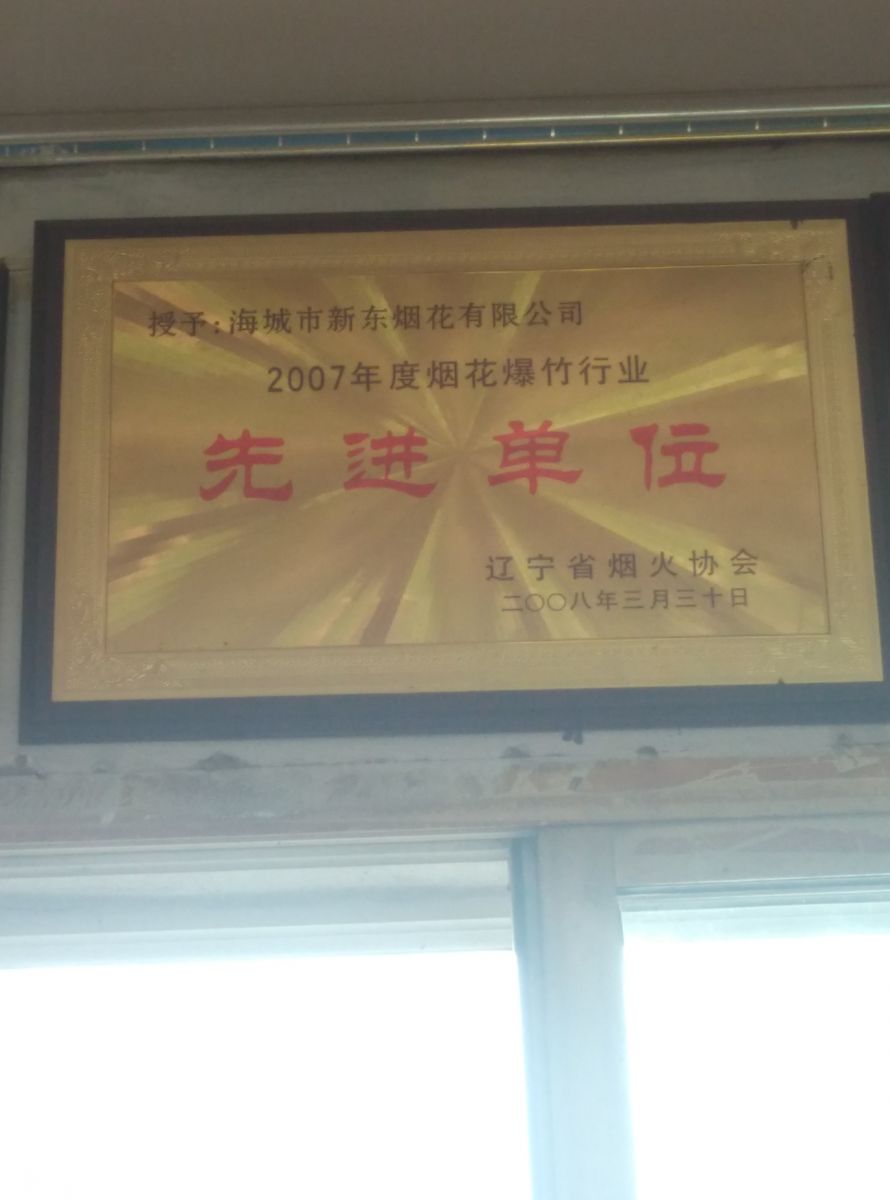 授予:海城市新东烟花有限公司
2007年度烟花爆竹行业
先进单位
辽宁省烟火协会
二〇〇八年三月三十日